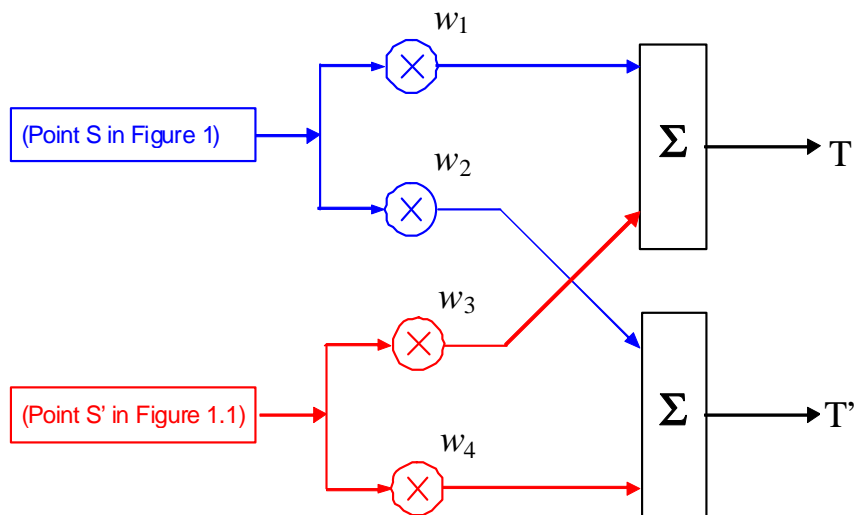 w1
(Point S in Figure 1)
Σ
T
w2
w3
(Point S' in Figure 1.1)
Σ
T'
w4